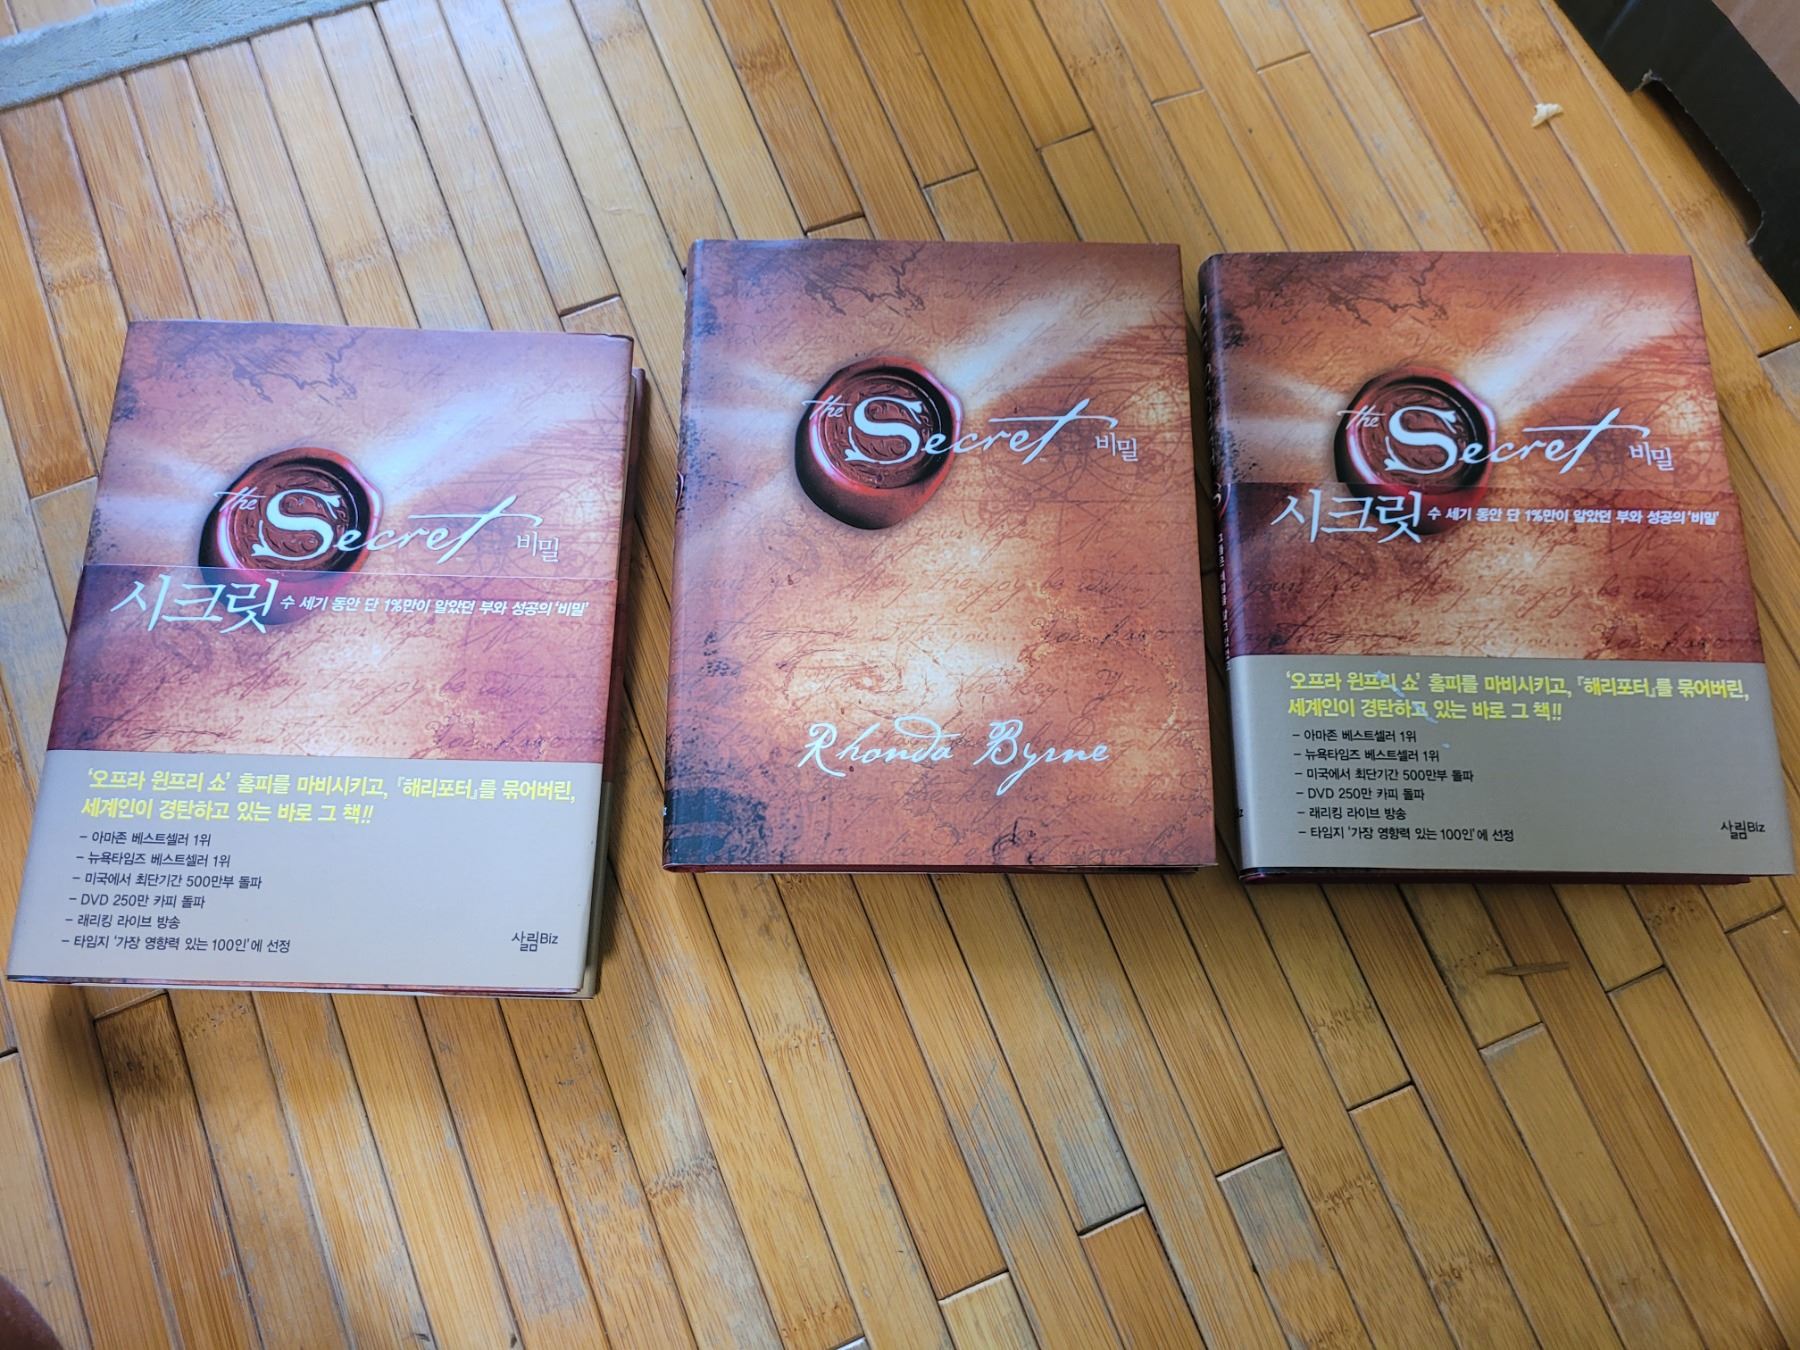 the Secret 비밀
시크릿 수 세기 동안 단 1%만이 알았던 부와 성공의 '비밀'
'오프라 윈프리 쇼' 홈피를 마비시키고, 『해리포터』를 묶어버린,
세계인이 경탄하고 있는 바로 그 책!!
- 아마존 베스트셀러 1위
- 뉴욕타임즈 베스트셀러 1위
- 미국에서 최단기간 500만부 돌파
- DVD 250만 카피 돌파
- 래리킹 라이브 방송
- 타임지 '가장 영향력 있는 100인'에 선정
살림Biz
the Secret 비밀
Rhonda Byrne
the Secret 비밀
시크릿 수 세기 동안 단 1%만이 알았던 부와 성공의 '비밀'
'오프라 윈프리 쇼' 홈피를 마비시키고, 『해리포터』를 묶어버린,
세계인이 경탄하고 있는 바로 그 책!!
- 아마존 베스트셀러 1위
- 뉴욕타임즈 베스트셀러 1위
- 미국에서 최단기간 500만부 돌파
- DVD 250만 카피 돌파
- 래리킹 라이브 방송
- 타임지 '가장 영향력 있는 100인'에 선정
살림Biz